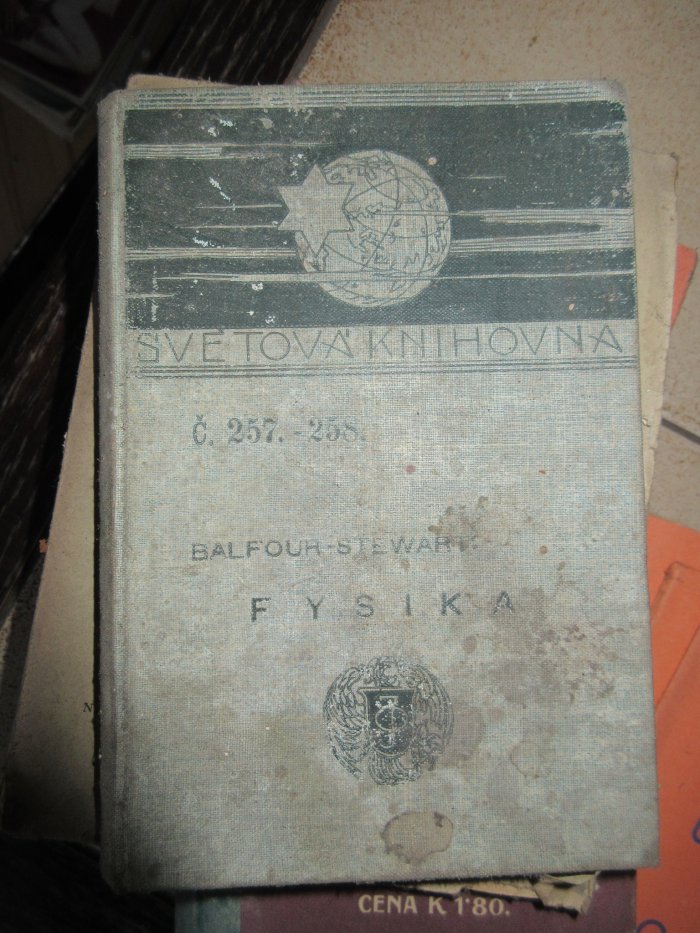 SVĚTOVÁ KNIHOVNA
Č. 257.-258.
BALFOUR-STEWART:
FYSIKA
CENA K 1·80.